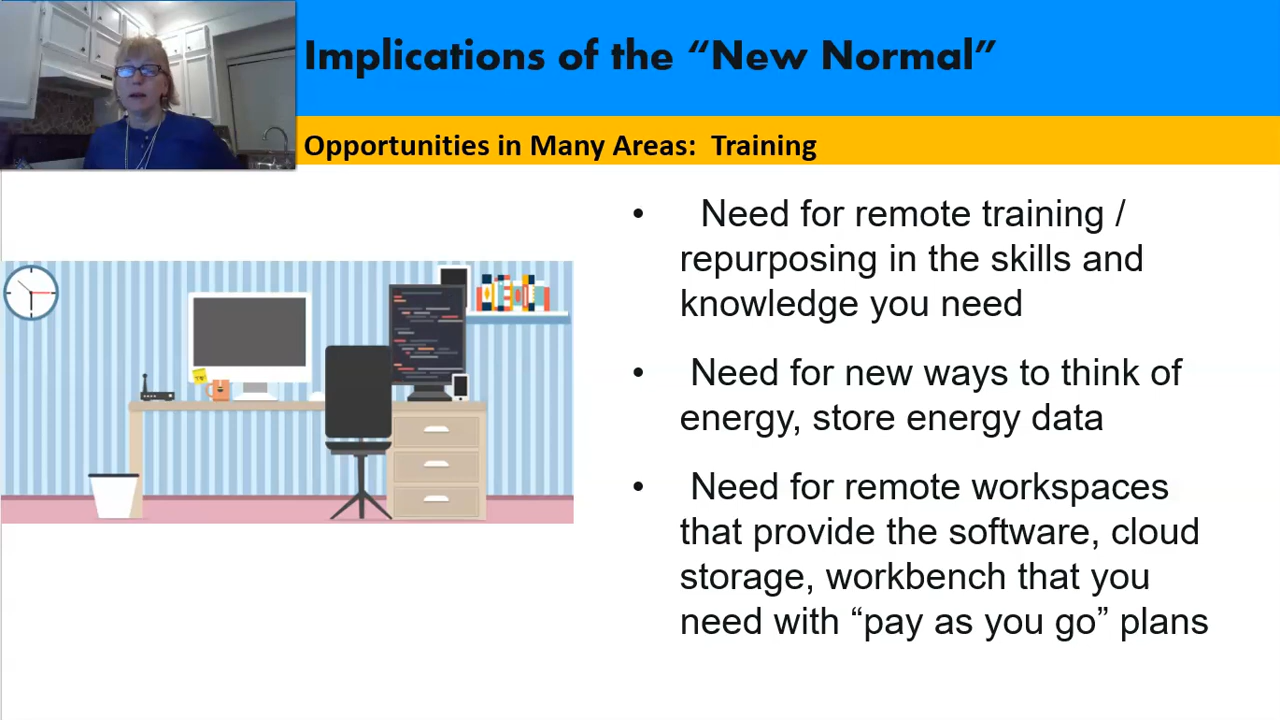 Implications of the “New Normal”
Opportunities in Many Areas:  Training
•   Need for remote training /
repurposing in the skills and
knowledge you need
•   Need for new ways to think of
energy, store energy data
•   Need for remote workspaces
that provide the software, cloud
storage, workbench that you
need with “pay as you go” plans